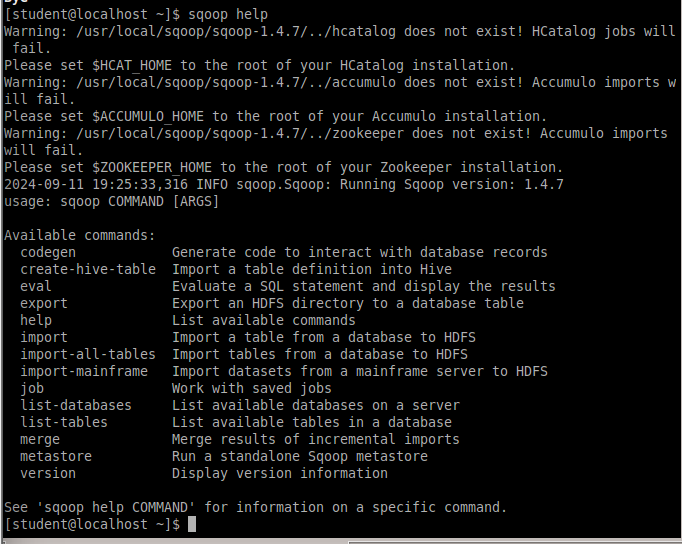 [student@localhost ~]$ sqoop help
Warning: /usr/local/sqoop/sqoop-1.4.7/../hcatalog does not exist! HCatalog jobs will
 fail.
Please set $HCAT_HOME to the root of your HCatalog installation.
Warning: /usr/local/sqoop/sqoop-1.4.7/../accumulo does not exist! Accumulo imports w
ill fail.
Please set $ACCUMULO_HOME to the root of your Accumulo installation.
Warning: /usr/local/sqoop/sqoop-1.4.7/../zookeeper does not exist! Accumulo imports
will fail.
Please set $ZOOKEEPER_HOME to the root of your Zookeeper installation.
2024-09-11 19:25:33,316 INFO sqoop.Sqoop: Running Sqoop version: 1.4.7
usage: sqoop COMMAND [ARGS]

Available commands:
  codegen            Generate code to interact with database records
  create-hive-table  Import a table definition into Hive
  eval               Evaluate a SQL statement and display the results
  export             Export an HDFS directory to a database table
  help               List available commands
  import             Import a table from a database to HDFS
  import-all-tables  Import tables from a database to HDFS
  import-mainframe   Import datasets from a mainframe server to HDFS
  job                Work with saved jobs
  list-databases     List available databases on a server
  list-tables        List available tables in a database
  merge              Merge results of incremental imports
  metastore          Run a standalone Sqoop metastore
  version            Display version information

See 'sqoop help COMMAND' for information on a specific command.
[student@localhost ~]$